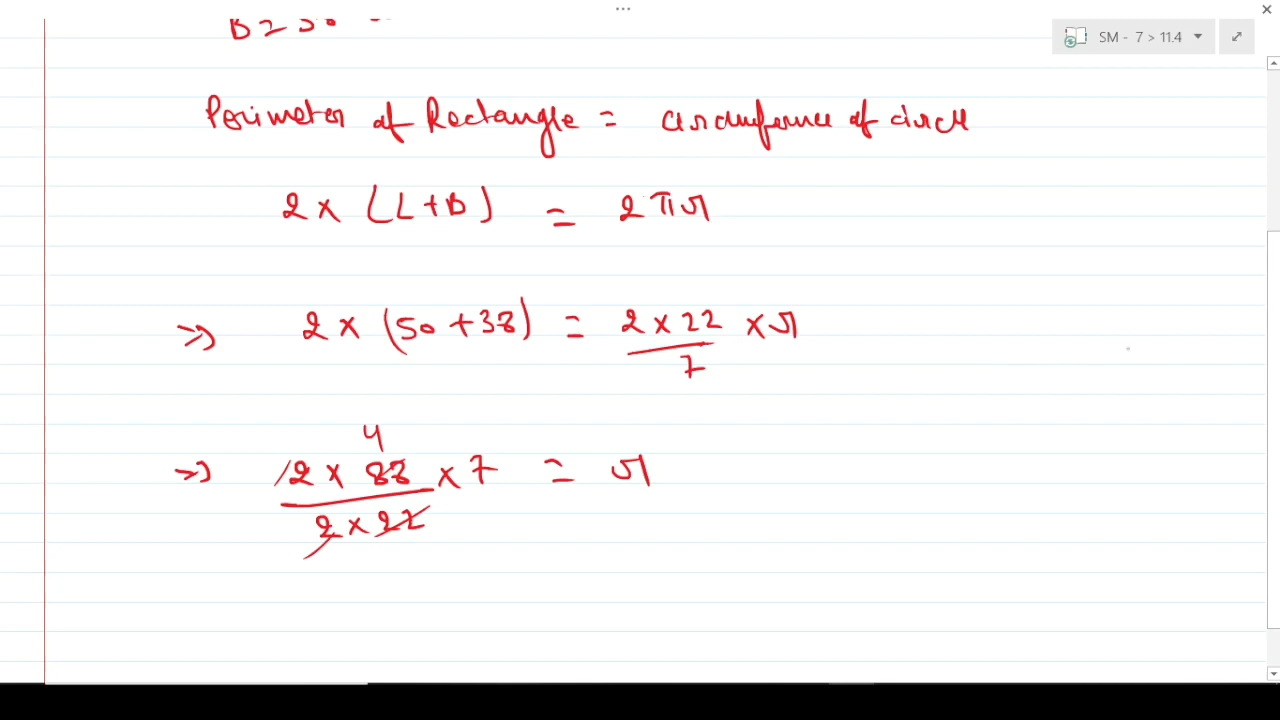 SM - 7 > 11.4
Perimeter of Rectangle = circumference of circle
2 × (L + B) = 2πr
⇒ 2 × (50 + 38) = 2 × 22 × r
7
4
⇒ 2 × 88 × 7 = r
2 × 22